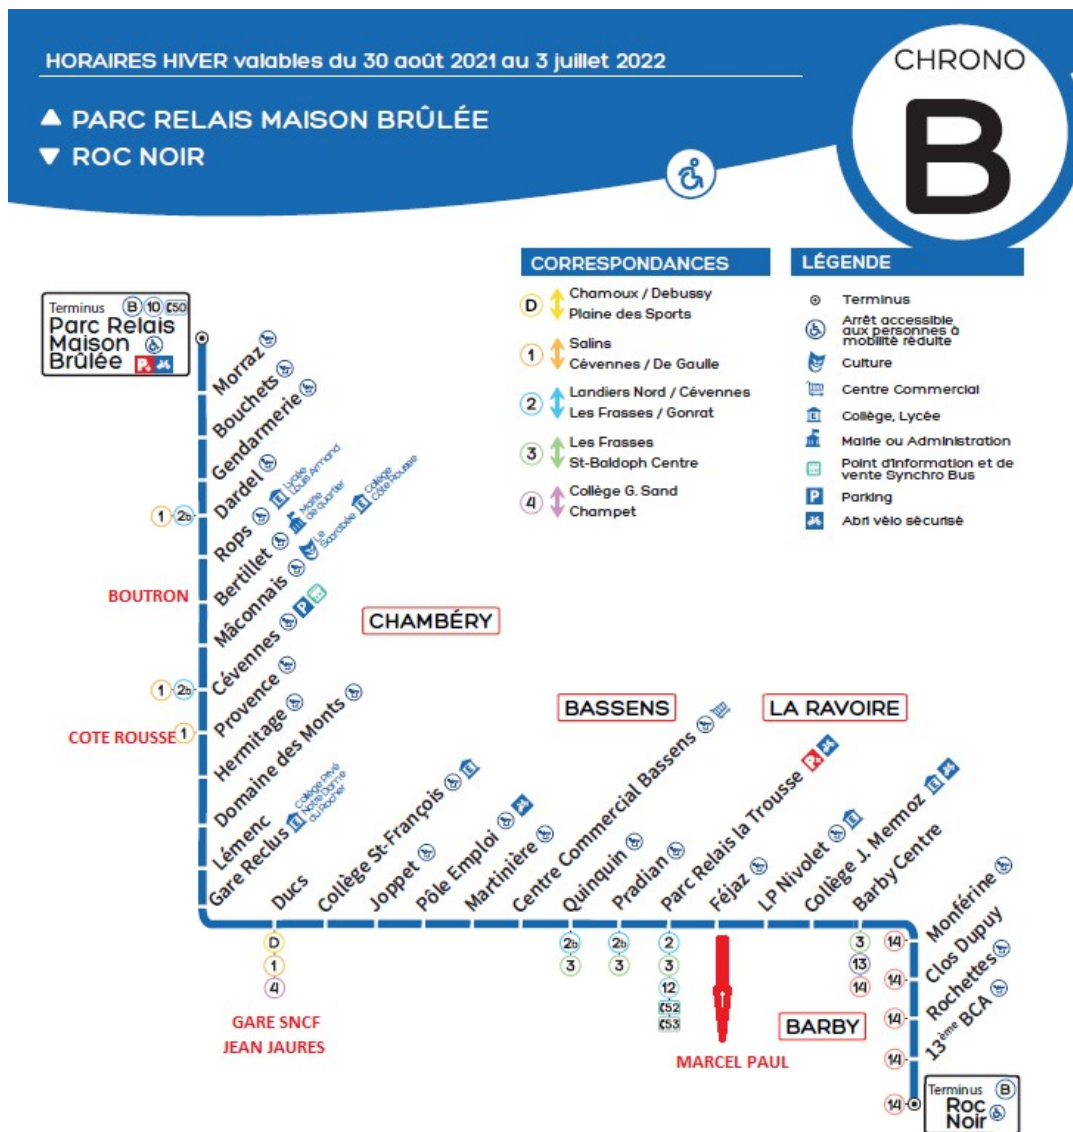 HORAIRES HIVER valables du 30 août 2021 au 3 juillet 2022
PARC RELAIS MAISON BRÛLÉE
ROC NOIR
CHRONO
B
CORRESPONDANCES
D
Chamoux / Debussy
Plaine des Sports
1
Salins
Cévennes / De Gaulle
2
Landiers Nord / Cévennes
Les Frasses / Gonrat
3
Les Frasses
St-Baldoph Centre
4
Collège G. Sand
Champet
LÉGENDE
Terminus
Arrêt accessible
aux personnes à
mobilité réduite
Culture
Centre Commercial
Collège, Lycée
Mairie ou Administration
Point d'Information et de
vente Synchro Bus
P Parking
Abri vélo sécurisé
Terminus B 10 C50
Parc Relais
Maison
Brûlée P+
Morraz
Bouchets
Gendarmerie
Dardel
1 2b
Rops
Lycée
Louis Armand
Bertillet
Mairie
de quartier
BOUTRON
Mâconnais
Le
Scarabée
Collège
Côte Rousse
Cévennes P
CHAMBÉRY
1 2b
Provence
COTE ROUSSE 1
Hermitage
Domaine des Monts
Lémenc
Gare Reclus
Collège Privé
Notre Dame
du Rocher
Ducs
D
1
4
GARE SNCF
JEAN JAURES
Collège St-François
Joppet
Pôle Emploi
Martinière
BASSENS
Centre Commercial Bassens
Quinquin
2b
3
Pradian
2b
3
LA RAVOIRE
Parc Relais la Trousse P+
2
3
12
C52
C53
Féjaz
MARCEL PAUL
LP Nivolet
Collège J. Mermoz
Barby Centre
3
13
14
BARBY
Monférine
14
Clos Dupuy
14
Rochettes
14
13ème BCA
14
14
Terminus B
Roc
Noir